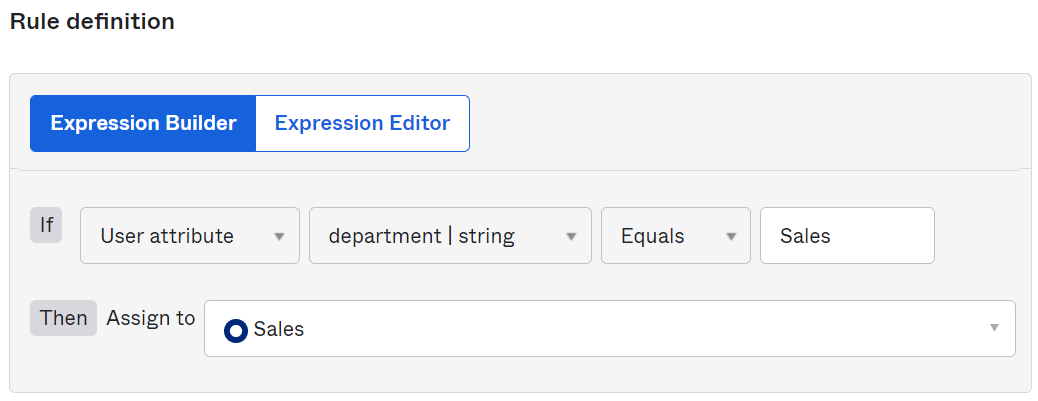 Rule definition
Expression Builder Expression Editor
If User attribute department | string Equals Sales
Then Assign to Sales